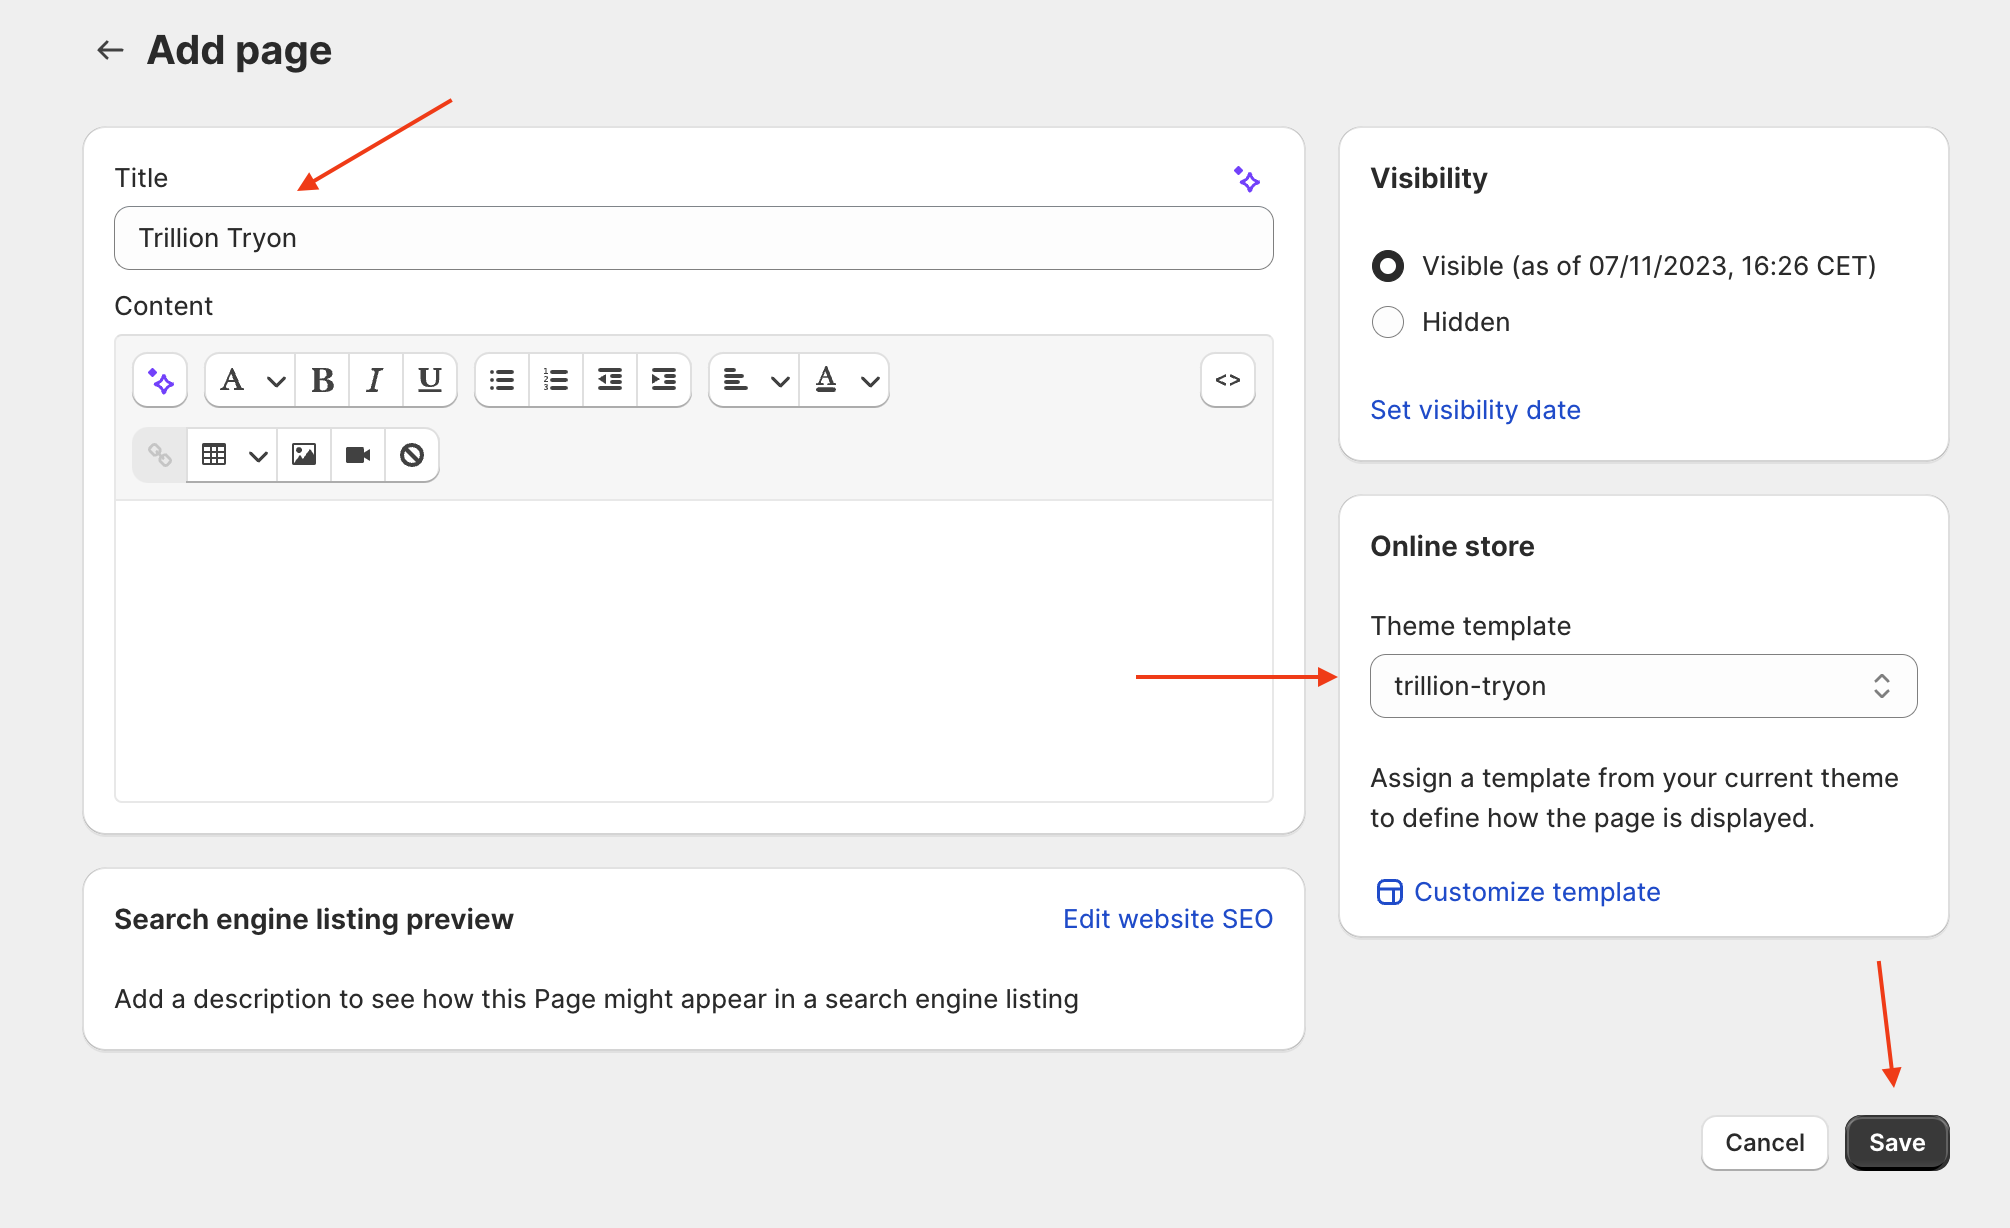 Add page
Title
Trillion Tryon
Content
A B I U A <>
Search engine listing preview
Edit website SEO
Add a description to see how this Page might appear in a search engine listing
Visibility
Visible (as of 07/11/2023, 16:26 CET)
Hidden
Set visibility date
Online store
Theme template
trillion-tryon
Assign a template from your current theme
to define how the page is displayed.
Customize template
Cancel
Save